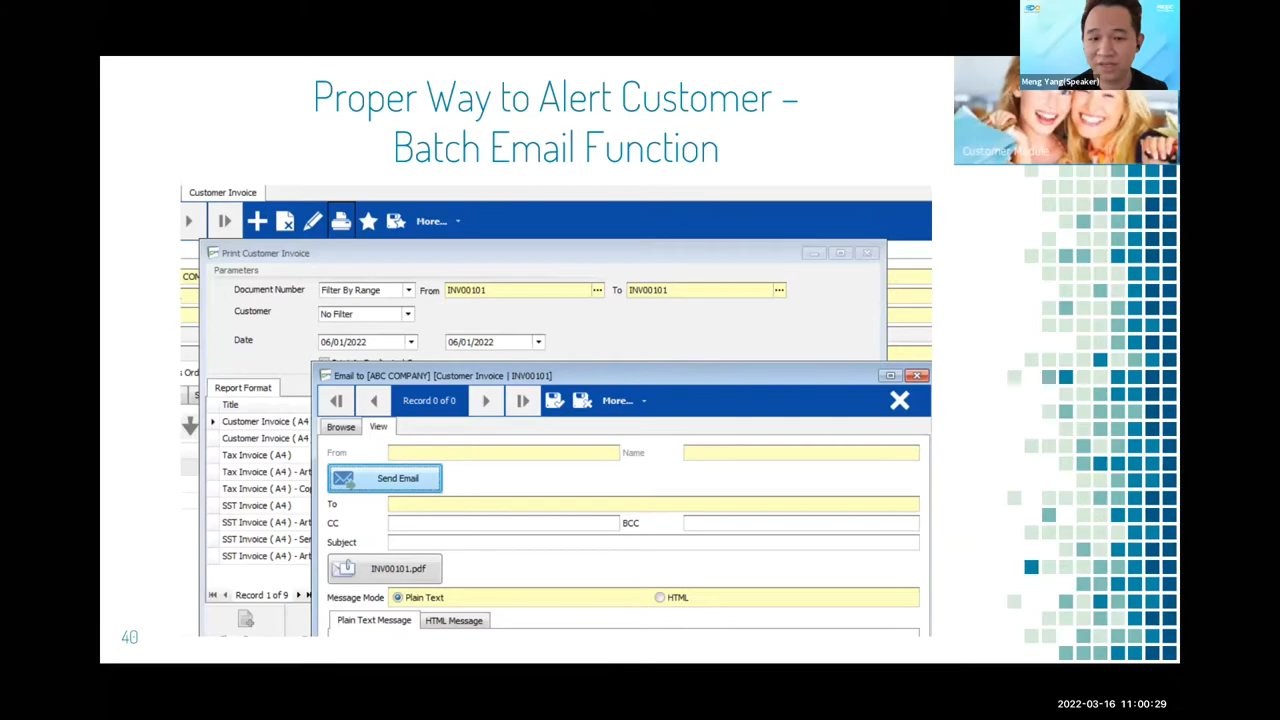 Meng Yang(Speaker)
Proper Way to Alert Customer –
Batch Email Function
Customer Module
Customer Invoice
More...
Print Customer Invoice
Parameters
Document Number Filter By Range From INV00101 To INV00101
Customer No Filter
Date 06/01/2022 06/01/2022
Email to [ABC COMPANY] [Customer Invoice | INV00101]
Report Format
Record 0 of 0 More...
Title
Customer Invoice ( A4
Customer Invoice ( A4
Tax Invoice ( A4 )
Tax Invoice ( A4 ) - Art
Tax Invoice ( A4 ) - Cop
SST Invoice ( A4 )
SST Invoice ( A4 ) - Art
SST Invoice ( A4 ) - Ser
SST Invoice ( A4 ) - Art
Record 1 of 9
Browse View
From Name
Send Email
To
CC BCC
Subject
INV00101.pdf
Message Mode Plain Text HTML
Plain Text Message HTML Message
40
2022-03-16 11:00:29